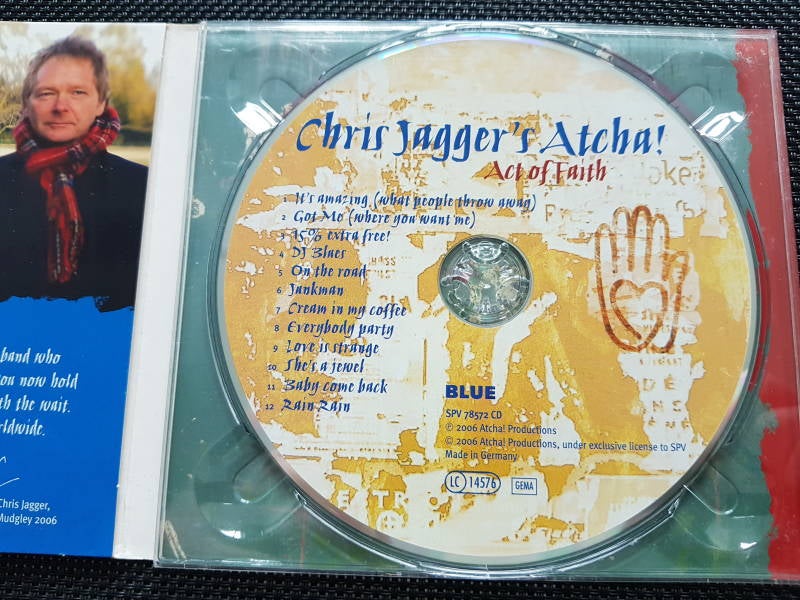 Chris Jagger's Atcha!
Act of Faith
1 It's amazing (what people throw away)
2 Got Me (where you want me)
3 15% extra free!
4 DJ Blues
5 On the road
6 Junkman
7 Cream in my coffee
8 Everybody party
9 Love is strange
10 She's a jewel
11 Baby come back
12 Rain Rain
BLUE
SPV 78572 CD
℗ 2006 Atcha! Productions
© 2006 Atcha! Productions, under exclusive license to SPV
Made in Germany
LC 14576
GEMA
band who
you now hold
th the wait.
rldwide.
Chris Jagger,
Mudgley 2006